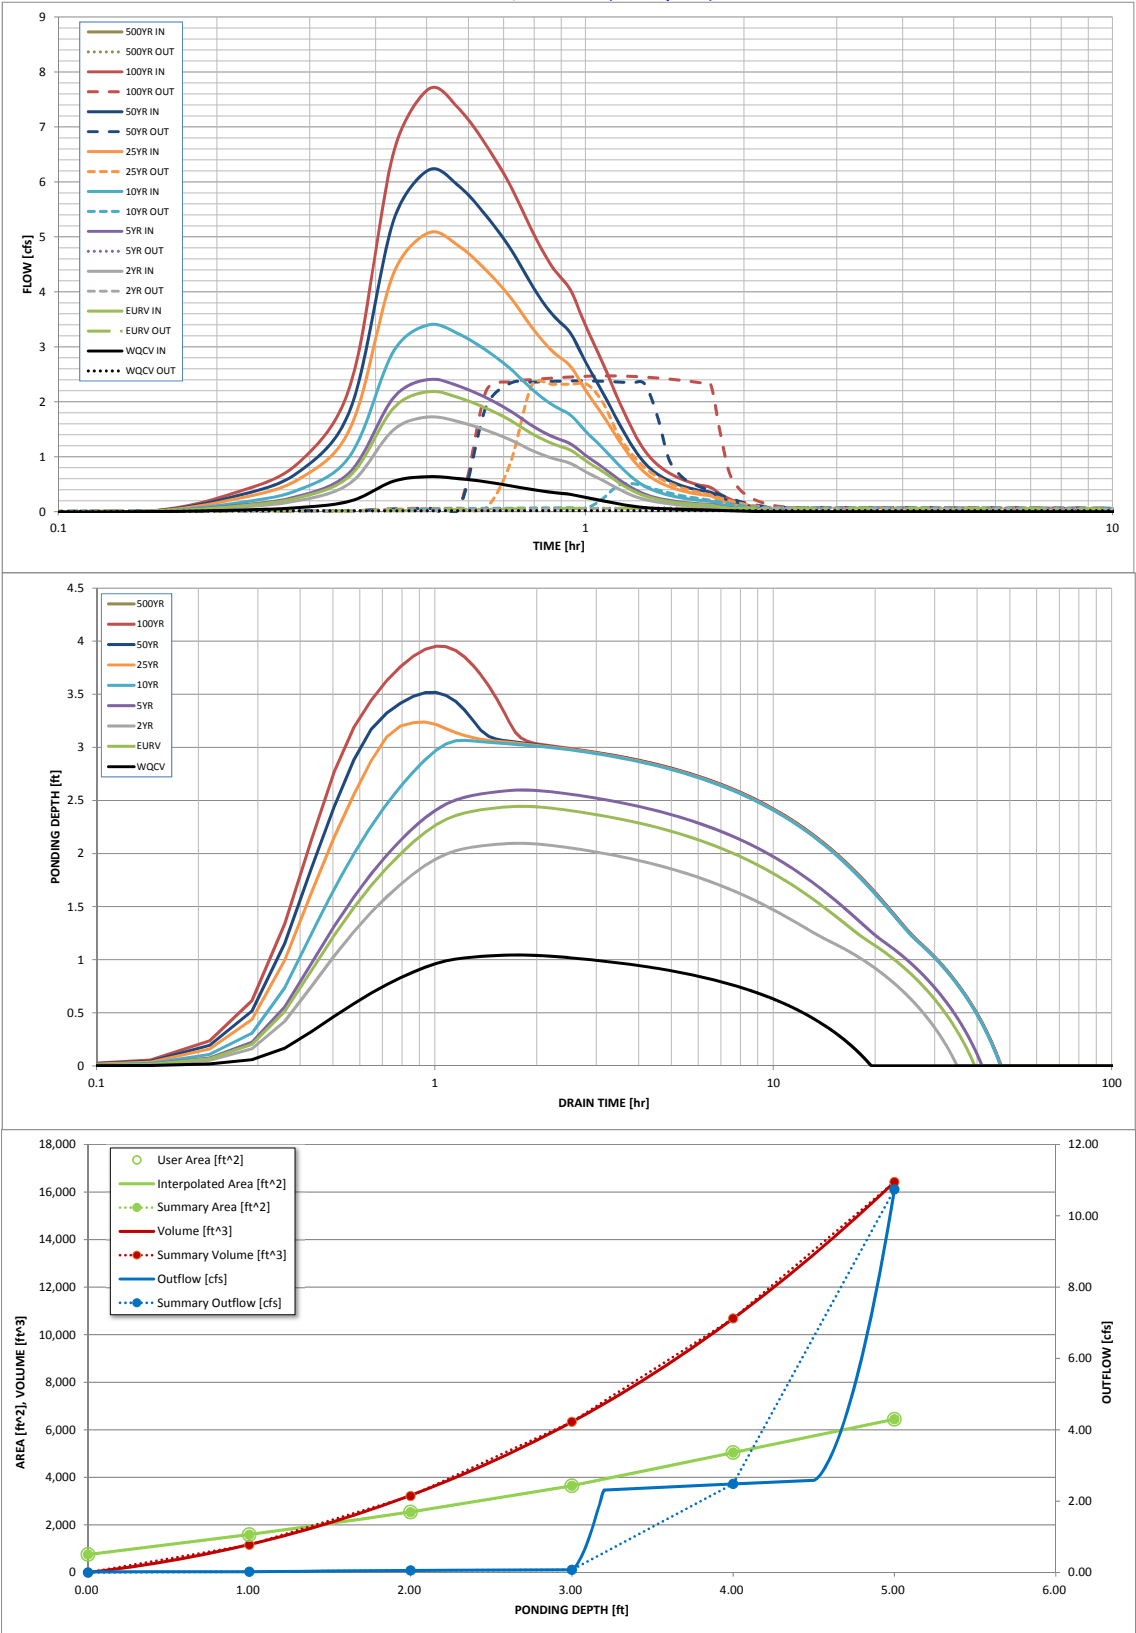 9
8
7
6
5
4
3
2
1
0
FLOW [cfs]
500YR IN
500YR OUT
100YR IN
100YR OUT
50YR IN
50YR OUT
25YR IN
25YR OUT
10YR IN
10YR OUT
5YR IN
5YR OUT
2YR IN
2YR OUT
EURV IN
EURV OUT
WQCV IN
WQCV OUT
0.1
1
10
TIME [hr]
4.5
4
3.5
3
2.5
2
1.5
1
0.5
0
PONDING DEPTH [ft]
500YR
100YR
50YR
25YR
10YR
5YR
2YR
EURV
WQCV
0.1
1
10
100
DRAIN TIME [hr]
18,000
16,000
14,000
12,000
10,000
8,000
6,000
4,000
2,000
0
AREA [ft^2], VOLUME [ft^3]
User Area [ft^2]
Interpolated Area [ft^2]
Summary Area [ft^2]
Volume [ft^3]
Summary Volume [ft^3]
Outflow [cfs]
Summary Outflow [cfs]
12.00
10.00
8.00
6.00
4.00
2.00
0.00
OUTFLOW [cfs]
0.00
1.00
2.00
3.00
4.00
5.00
6.00
PONDING DEPTH [ft]